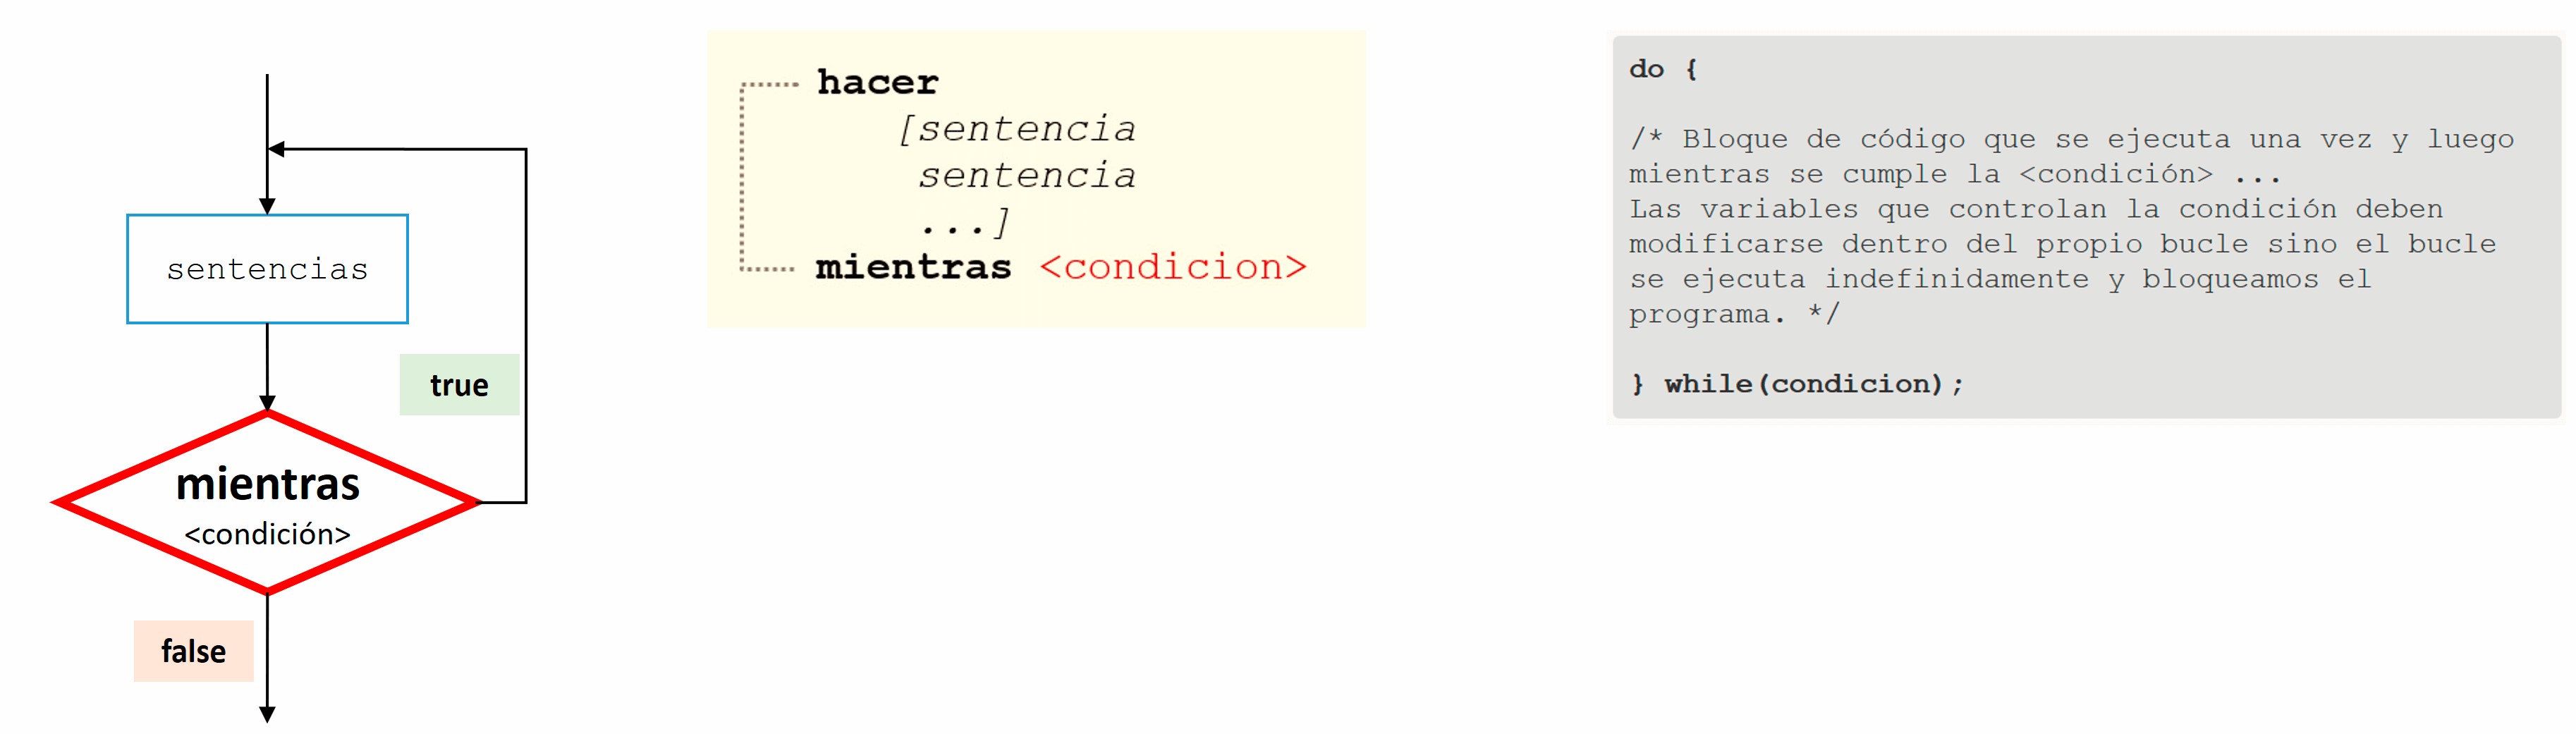 sentencias
true
mientras
<condición>
false
hacer
[sentencia
sentencia
...]
mientras <condicion>
do {
/* Bloque de código que se ejecuta una vez y luego
mientras se cumple la <condición> ...
Las variables que controlan la condición deben
modificarse dentro del propio bucle sino el bucle
se ejecuta indefinidamente y bloqueamos el
programa. */
} while(condicion);